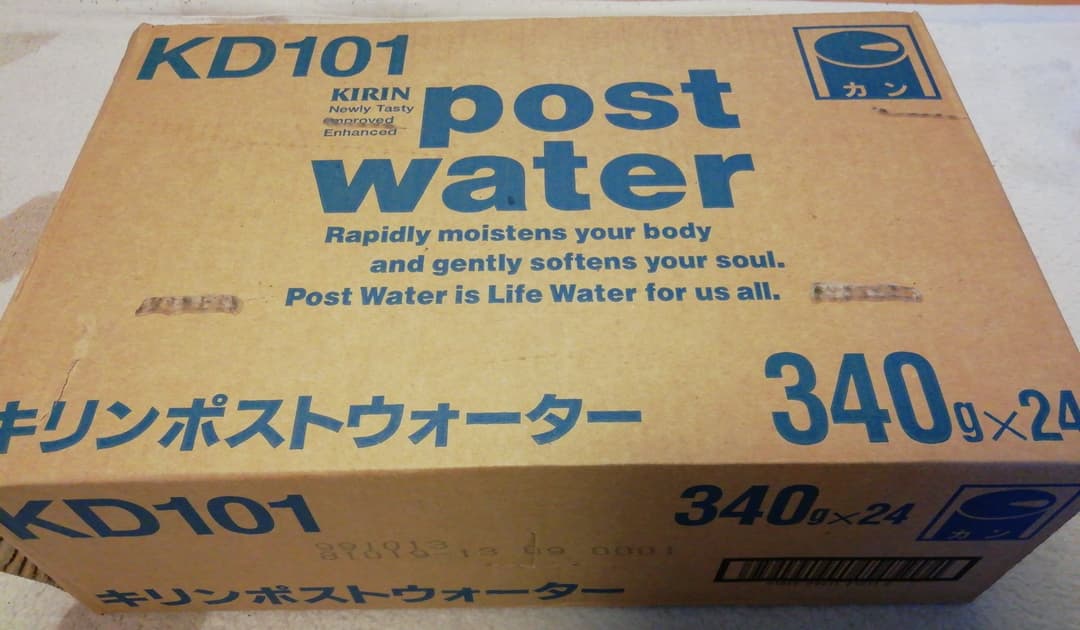 KD101
カン
KIRIN
Newly Tasty
Improved
Enhanced
post
water
Rapidly moistens your body
and gently softens your soul.
Post Water is Life Water for us all.
キリンポストウォーター
340g×24
KD101
340g×24
カン
キリンポストウォーター